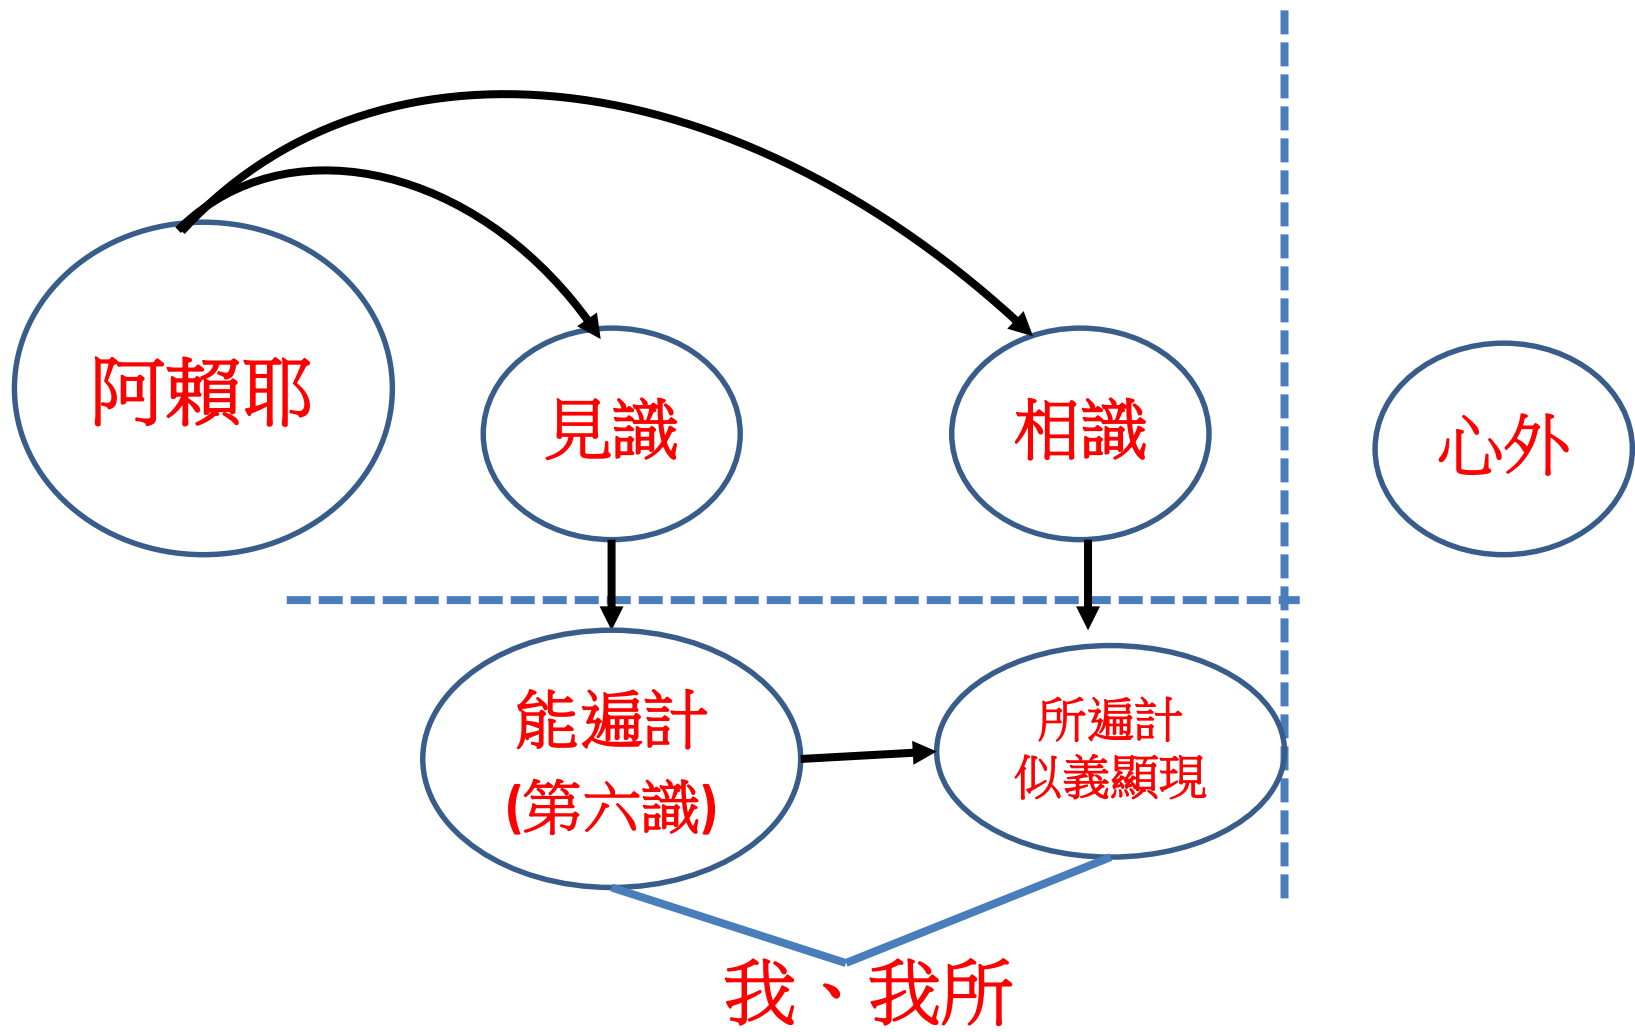 阿賴耶
見識
相識
心外
能遍計
(第六識)
所遍計
似義顯現
我、我所